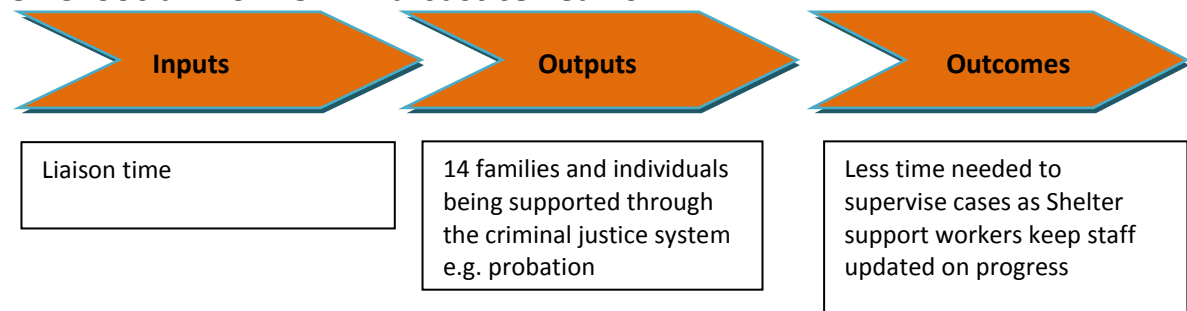 Inputs
Outputs
Outcomes
Liaison time
14 families and individuals
being supported through
the criminal justice system
e.g. probation
Less time needed to
supervise cases as Shelter
support workers keep staff
updated on progress